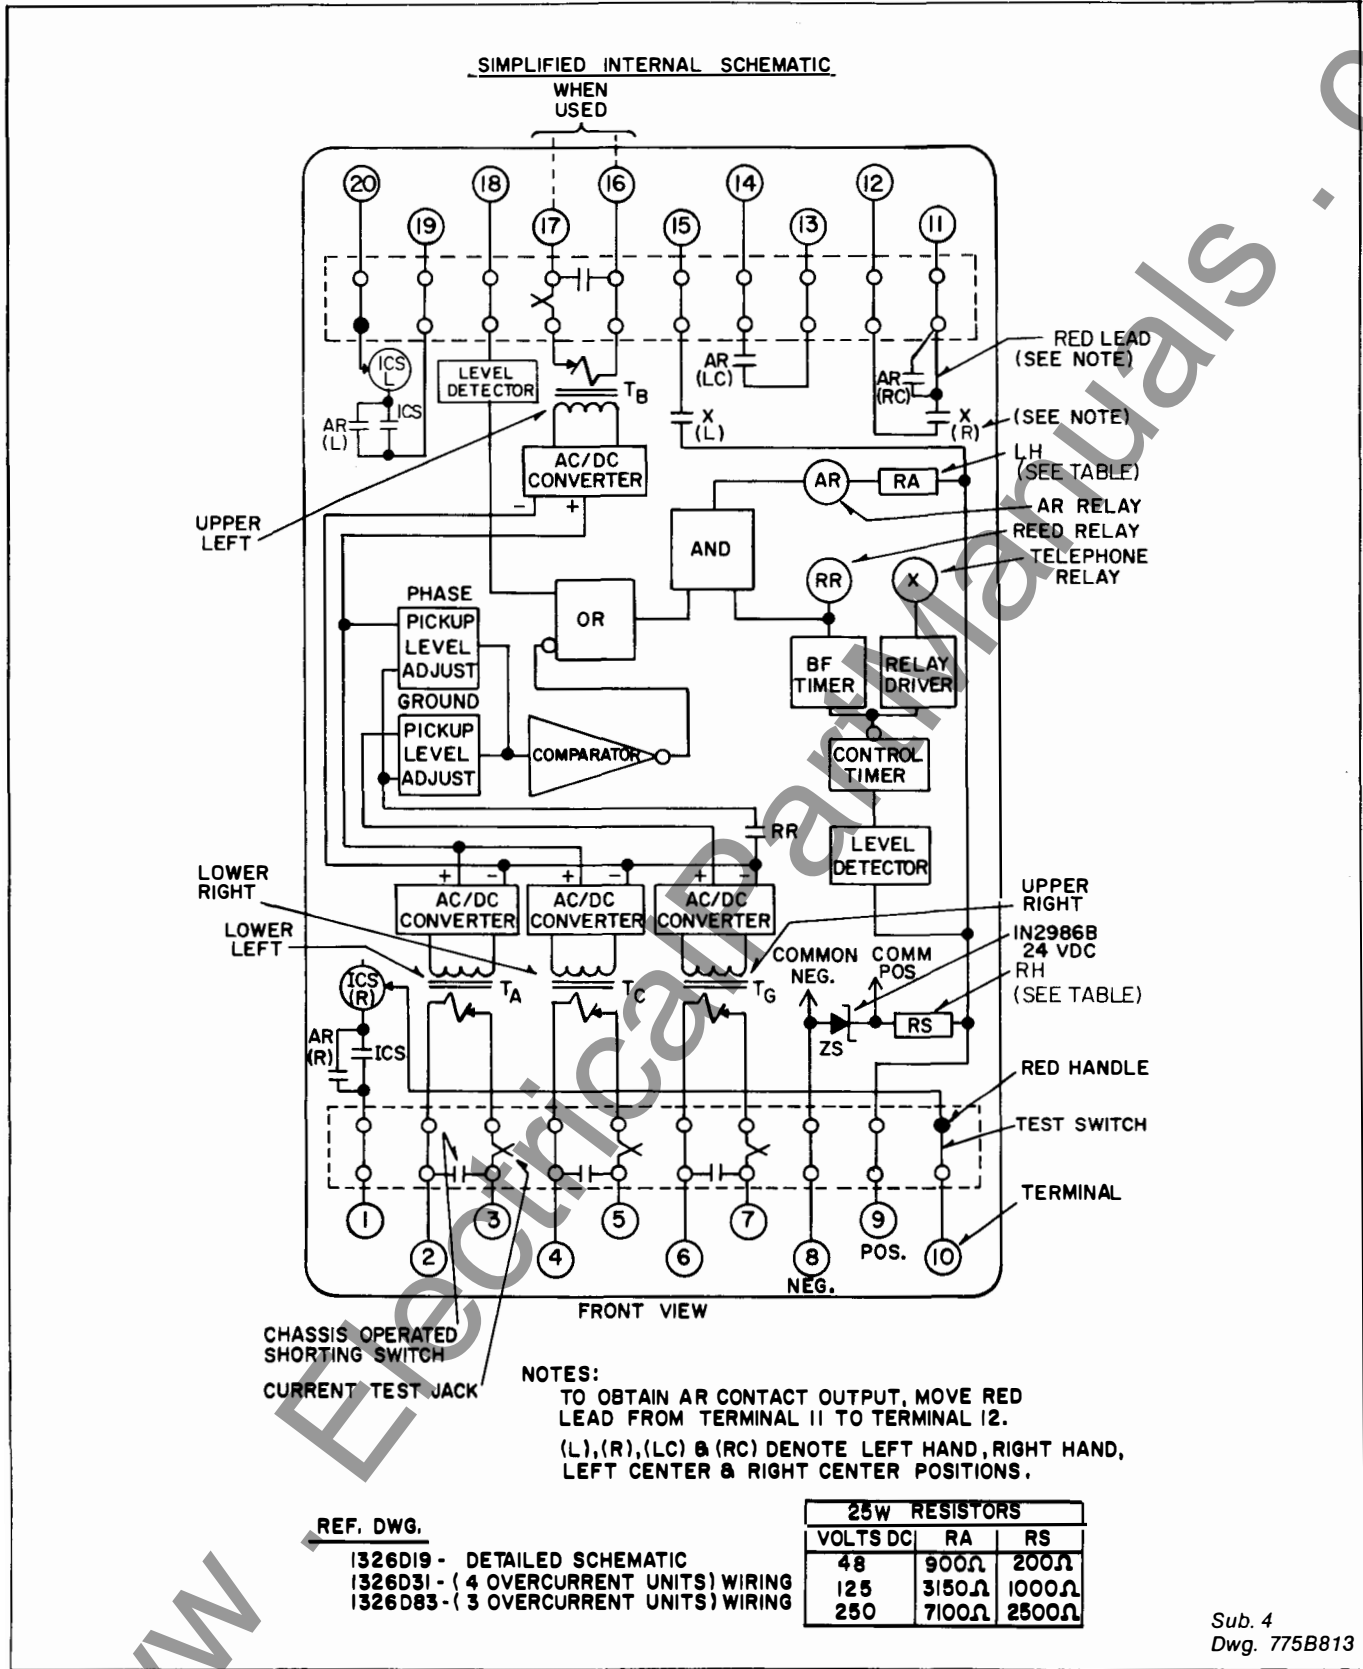 SIMPLIFIED INTERNAL SCHEMATIC
WHEN
USED
20
18
16
14
12
19
17
15
13
11
RED LEAD
(SEE NOTE)
ICS
L
ICS
AR
(L)
LEVEL
DETECTOR
TB
AR
(LC)
X
(L)
AR
(RC)
X
(R)
(SEE NOTE)
AC/DC
CONVERTER
- +
LH
(SEE TABLE)
AR
RA
AR RELAY
UPPER
LEFT
REED RELAY
AND
TELEPHONE
RELAY
RR
X
PHASE
PICKUP
LEVEL
ADJUST
OR
BF
TIMER
RELAY
DRIVER
GROUND
PICKUP
LEVEL
ADJUST
COMPARATOR
CONTROL
TIMER
RR
LEVEL
DETECTOR
LOWER
RIGHT
+ - + - + -
AC/DC
CONVERTER
AC/DC
CONVERTER
AC/DC
CONVERTER
UPPER
RIGHT
LOWER
LEFT
IN2986B
24 VDC
COMMON
NEG.
COMM
POS.
RH
(SEE TABLE)
ICS
(R)
TA
TC
TG
ZS
RS
AR
(R)
ICS
RED HANDLE
TEST SWITCH
TERMINAL
1
3
5
7
9
POS.
2
4
6
8
NEG.
10
FRONT VIEW
CHASSIS OPERATED
SHORTING SWITCH
CURRENT TEST JACK
NOTES:
TO OBTAIN AR CONTACT OUTPUT, MOVE RED
LEAD FROM TERMINAL 11 TO TERMINAL 12.
(L),(R),(LC) & (RC) DENOTE LEFT HAND, RIGHT HAND,
LEFT CENTER & RIGHT CENTER POSITIONS.
REF. DWG.
1326D19 - DETAILED SCHEMATIC
1326D31 - ( 4 OVERCURRENT UNITS) WIRING
1326D83 - ( 3 OVERCURRENT UNITS) WIRING
25W RESISTORS
VOLTS DC RA RS
48 900Ω 200Ω
125 3150Ω 1000Ω
250 7100Ω 2500Ω
Sub. 4
Dwg. 775B813
www . ElectricalPartManuals . c